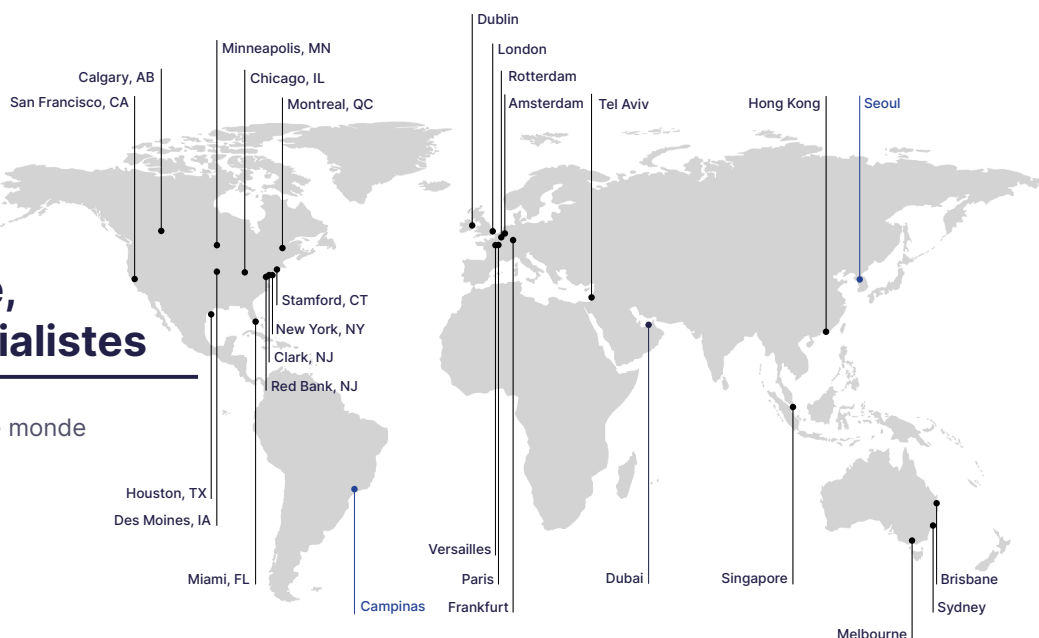 Dublin
Minneapolis, MN
London
Calgary, AB
Chicago, IL
Rotterdam
San Francisco, CA
Montreal, QC
Amsterdam
Tel Aviv
Hong Kong
Seoul
Stamford, CT
New York, NY
Clark, NJ
Red Bank, NJ
monde
Houston, TX
Des Moines, IA
Versailles
Miami, FL
Paris
Dubai
Singapore
Brisbane
Campinas
Frankfurt
Sydney
Melbourne